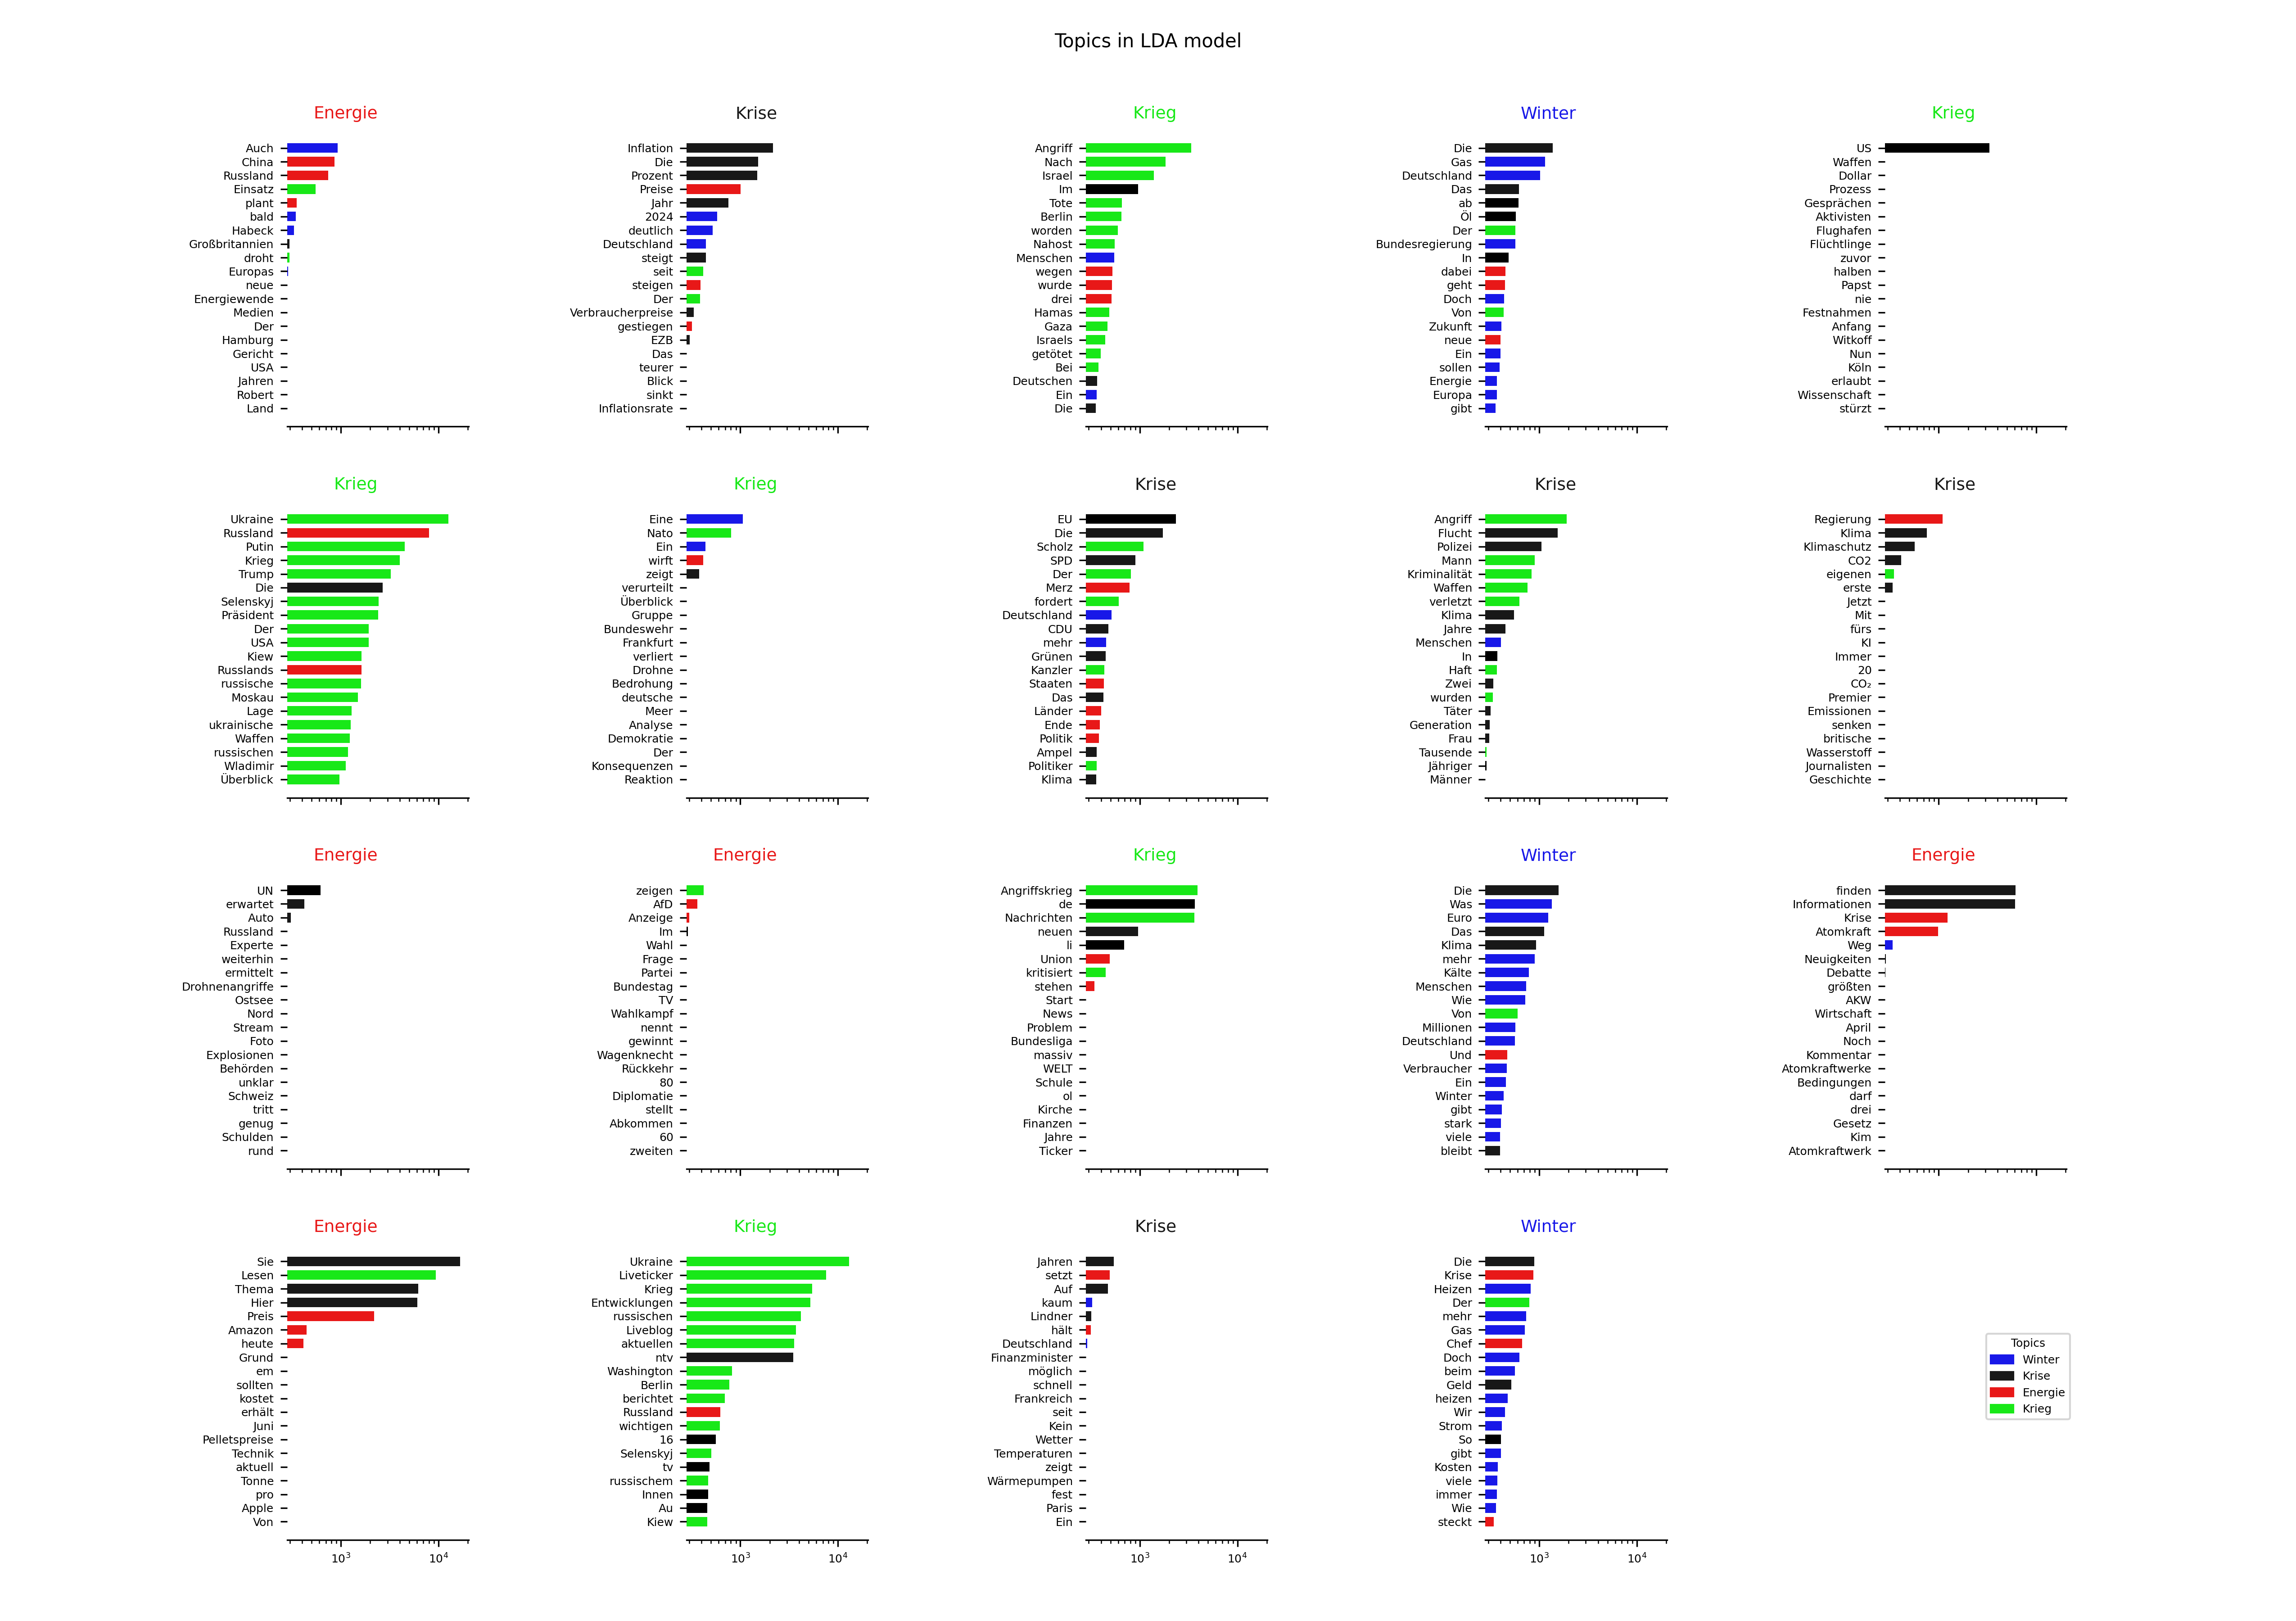 Topics in LDA model
Energie
Auch
China
Russland
Einsatz
plant
bald
Habeck
Großbritannien
droht
Europas
neue
Energiewende
Medien
Der
Hamburg
Gericht
USA
Jahren
Robert
Land
Krise
Inflation
Die
Prozent
Preise
Jahr
2024
deutlich
Deutschland
steigt
seit
steigen
Der
Verbraucherpreise
gestiegen
EZB
Das
teurer
Blick
sinkt
Inflationsrate
Krieg
Angriff
Nach
Israel
Im
Tote
Berlin
worden
Nahost
Menschen
wegen
wurde
drei
Hamas
Gaza
Israels
getötet
Bei
Deutschen
Ein
Die
Winter
Die
Gas
Deutschland
Das
ab
Öl
Der
Bundesregierung
In
dabei
geht
Doch
Von
Zukunft
neue
Ein
sollen
Energie
Europa
gibt
Krieg
US
Waffen
Dollar
Prozess
Gesprächen
Aktivisten
Flughafen
Flüchtlinge
zuvor
halben
Papst
nie
Festnahmen
Anfang
Witkoff
Nun
Köln
erlaubt
Wissenschaft
stürzt
Krieg
Ukraine
Russland
Putin
Krieg
Trump
Die
Selenskyj
Präsident
Der
USA
Kiew
Russlands
russische
Moskau
Lage
ukrainische
Waffen
russischen
Wladimir
Überblick
Krieg
Eine
Nato
Ein
wirft
zeigt
verurteilt
Überblick
Gruppe
Bundeswehr
Frankfurt
verliert
Drohne
Bedrohung
deutsche
Meer
Analyse
Demokratie
Der
Konsequenzen
Reaktion
Krise
EU
Die
Scholz
SPD
Der
Merz
fordert
Deutschland
CDU
mehr
Grünen
Kanzler
Staaten
Das
Länder
Ende
Politik
Ampel
Politiker
Klima
Krise
Angriff
Flucht
Polizei
Mann
Kriminalität
Waffen
verletzt
Klima
Jahre
Menschen
In
Haft
Zwei
wurden
Täter
Generation
Frau
Tausende
Jähriger
Männer
Krise
Regierung
Klima
Klimaschutz
CO2
eigenen
erste
Jetzt
Mit
fürs
KI
Immer
20
CO₂
Premier
Emissionen
senken
britische
Wasserstoff
Journalisten
Geschichte
Energie
UN
erwartet
Auto
Russland
Experte
weiterhin
ermittelt
Drohnenangriffe
Ostsee
Nord
Stream
Foto
Explosionen
Behörden
unklar
Schweiz
tritt
genug
Schulden
rund
Energie
zeigen
AfD
Anzeige
Im
Wahl
Frage
Partei
Bundestag
TV
Wahlkampf
nennt
gewinnt
Wagenknecht
Rückkehr
80
Diplomatie
stellt
Abkommen
60
zweiten
Krieg
Angriffskrieg
de
Nachrichten
neuen
li
Union
kritisiert
stehen
Start
News
Problem
Bundesliga
massiv
WELT
Schule
ol
Kirche
Finanzen
Jahre
Ticker
Winter
Die
Was
Euro
Das
Klima
mehr
Kälte
Menschen
Wie
Von
Millionen
Deutschland
Und
Verbraucher
Ein
Winter
gibt
stark
viele
bleibt
Energie
finden
Informationen
Krise
Atomkraft
Weg
Neuigkeiten
Debatte
größten
AKW
Wirtschaft
April
Noch
Kommentar
Atomkraftwerke
Bedingungen
darf
drei
Gesetz
Kim
Atomkraftwerk
Energie
Sie
Lesen
Thema
Hier
Preis
Amazon
heute
Grund
em
sollten
kostet
erhält
Juni
Pelletspreise
Technik
aktuell
Tonne
pro
Apple
Von
10³ 10⁴
Krieg
Ukraine
Liveticker
Krieg
Entwicklungen
russischen
Liveblog
aktuellen
ntv
Washington
Berlin
berichtet
Russland
wichtigen
16
Selenskyj
tv
russischem
Innen
Au
Kiew
10³ 10⁴
Krise
Jahren
setzt
Auf
kaum
Lindner
hält
Deutschland
Finanzminister
möglich
schnell
Frankreich
seit
Kein
Wetter
Temperaturen
zeigt
Wärmepumpen
fest
Paris
Ein
10³ 10⁴
Winter
Die
Krise
Heizen
Der
mehr
Gas
Chef
Doch
beim
Geld
heizen
Wir
Strom
So
gibt
Kosten
viele
immer
Wie
steckt
10³ 10⁴
Topics
Winter
Krise
Energie
Krieg